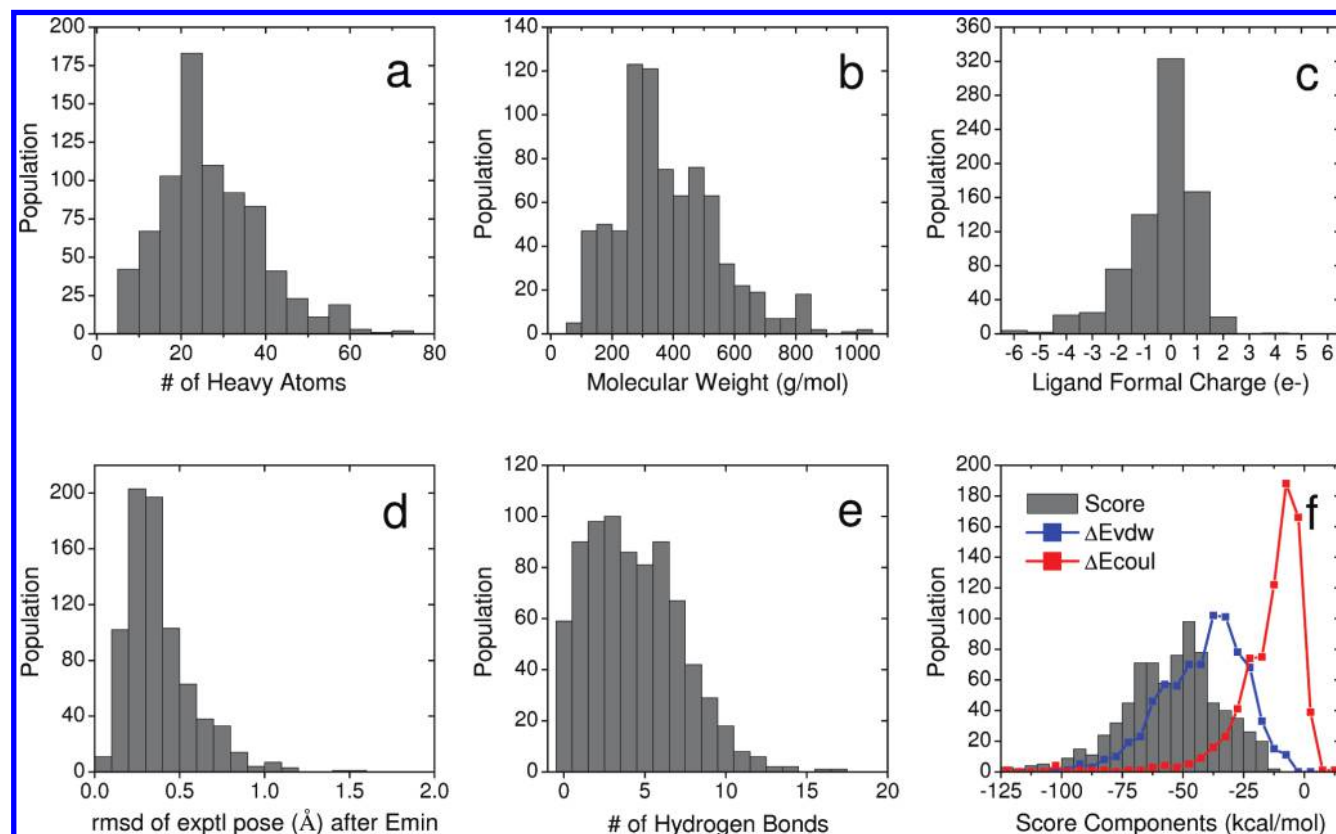 a
Population
0 25 50 75 100 125 150 175 200
0 20 40 60 80
# of Heavy Atoms
b
Population
0 20 40 60 80 100 120 140
200 400 600 800 1000
Molecular Weight (g/mol)
c
Population
0 40 80 120 160 200 240 280 320 360
-6 -5 -4 -3 -2 -1 0 1 2 3 4 5 6
Ligand Formal Charge (e-)
d
Population
0 40 80 120 160 200
0.0 0.5 1.0 1.5 2.0
rmsd of exptl pose (Å) after Emin
e
Population
0 20 40 60 80 100 120
0 5 10 15 20
# of Hydrogen Bonds
f
Score
ΔEvdw
ΔEcoul
Population
0 20 40 60 80 100 120 140 160 180 200
-125 -100 -75 -50 -25 0
Score Components (kcal/mol)